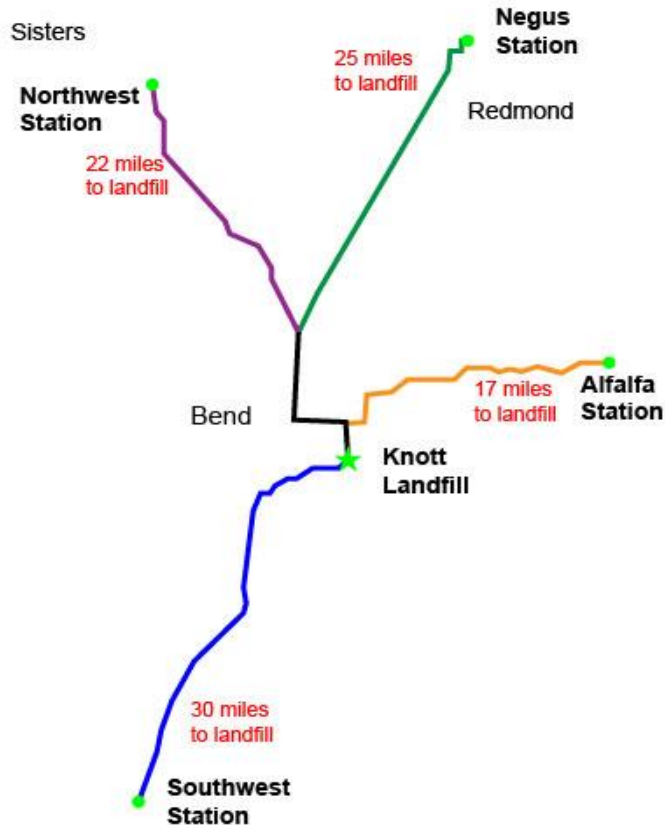 Sisters
Negus
Station
25 miles
to landfill
Northwest
Station
Redmond
22 miles
to landfill
Alfalfa
Station
17 miles
to landfill
Bend
Knott
Landfill
30 miles
to landfill
Southwest
Station